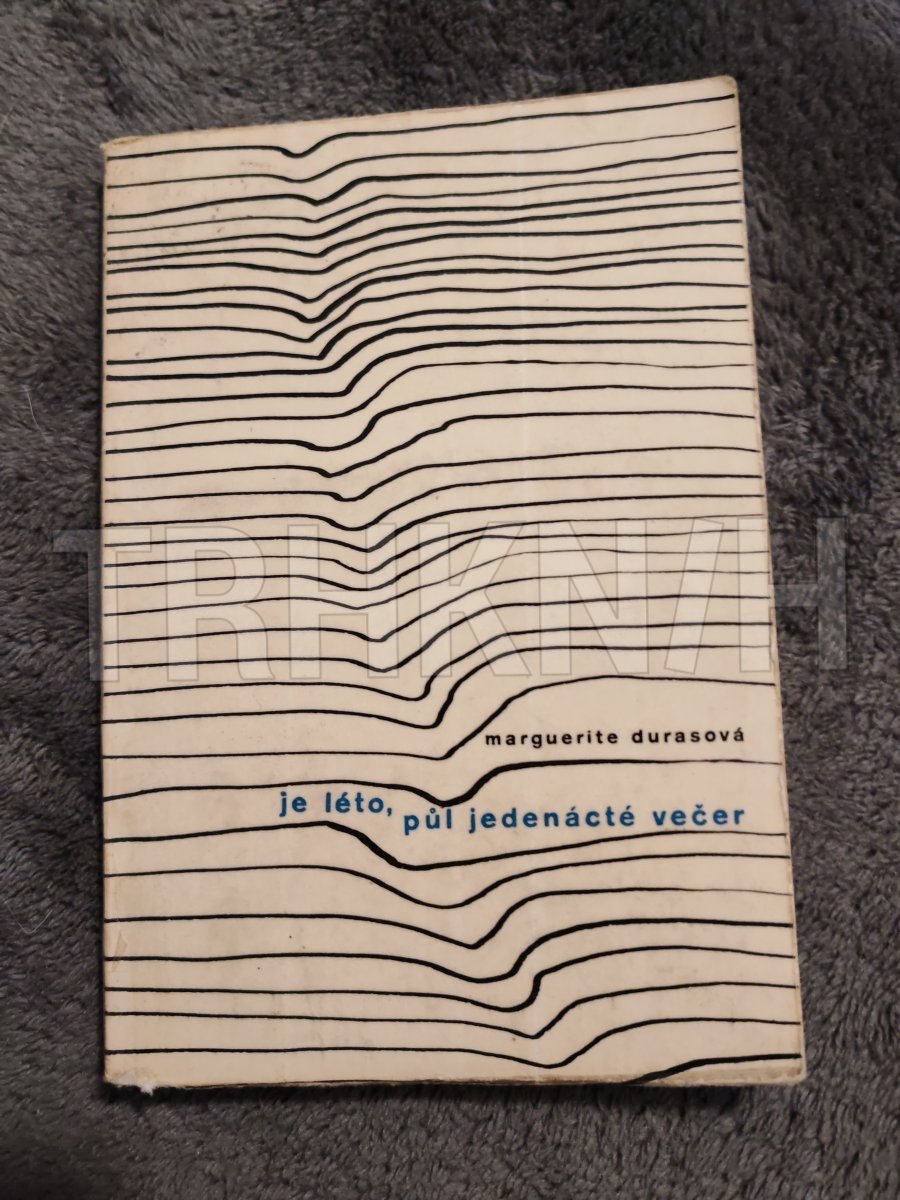 TRHKNIH
marguerite durasová
je léto, půl jedenácté večer